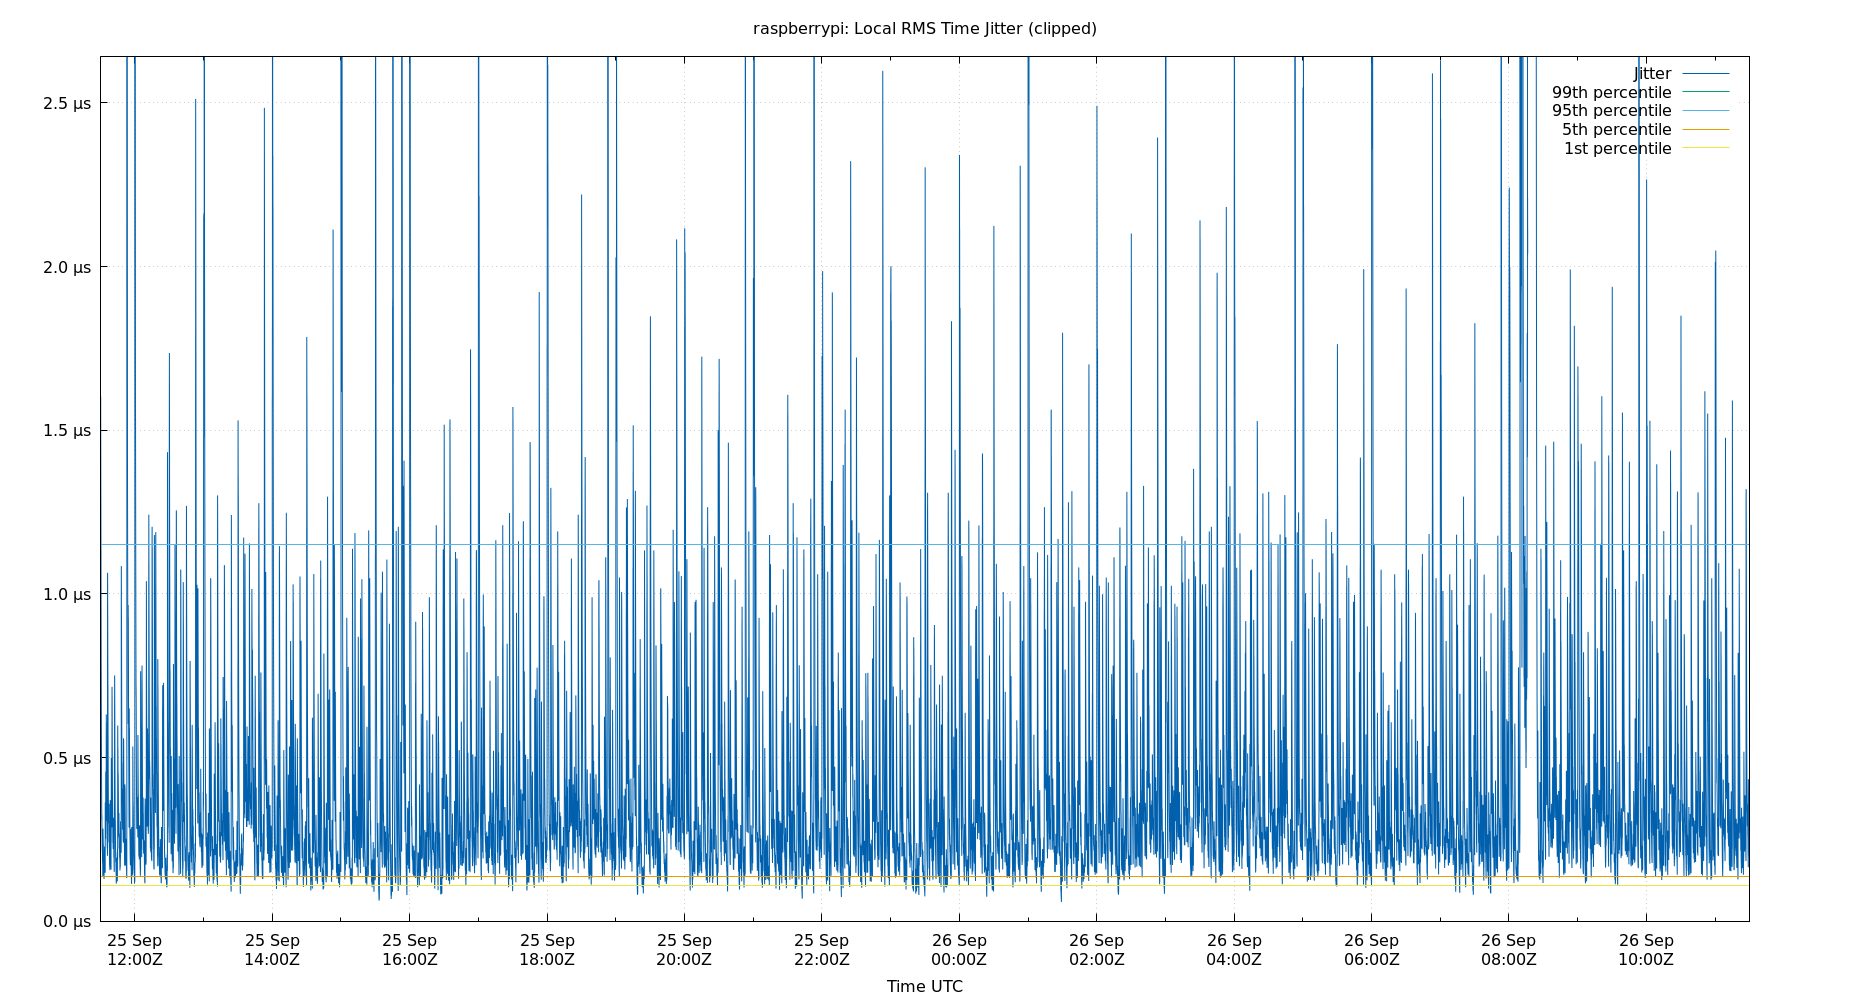 raspberrypi: Local RMS Time Jitter (clipped)
Jitter
99th percentile
95th percentile
5th percentile
1st percentile
2.5 µs
2.0 µs
1.5 µs
1.0 µs
0.5 µs
0.0 µs
25 Sep 25 Sep 25 Sep 25 Sep 25 Sep 25 Sep 26 Sep 26 Sep 26 Sep 26 Sep 26 Sep 26 Sep
12:00Z 14:00Z 16:00Z 18:00Z 20:00Z 22:00Z 00:00Z 02:00Z 04:00Z 06:00Z 08:00Z 10:00Z
Time UTC